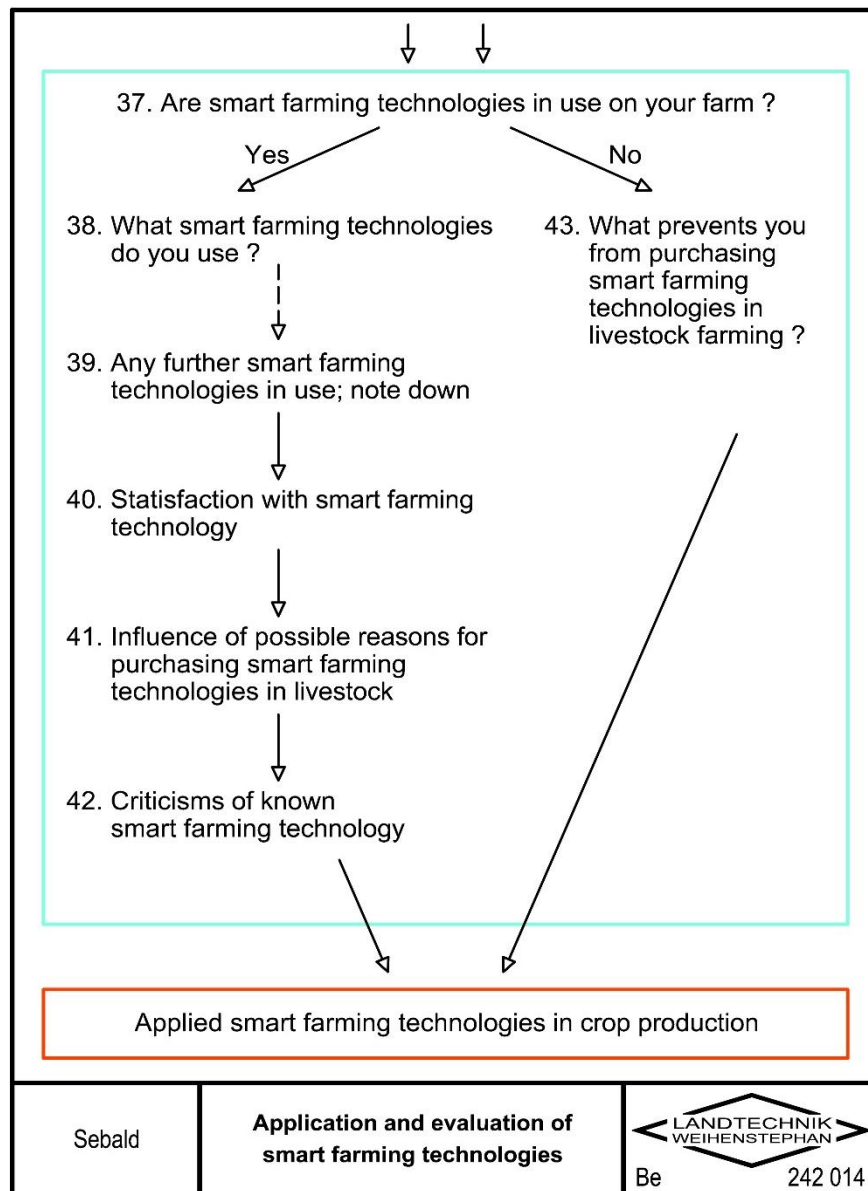 37. Are smart farming technologies in use on your farm ?
Yes
No
38. What smart farming technologies
do you use ?
43. What prevents you
from purchasing
smart farming
technologies in
livestock farming ?
39. Any further smart farming
technologies in use; note down
40. Statisfaction with smart farming
technology
41. Influence of possible reasons for
purchasing smart farming
technologies in livestock
42. Criticisms of known
smart farming technology
Applied smart farming technologies in crop production
Sebald
Application and evaluation of
smart farming technologies
LANDTECHNIK
WEIHENSTEPHAN
Be 242 014